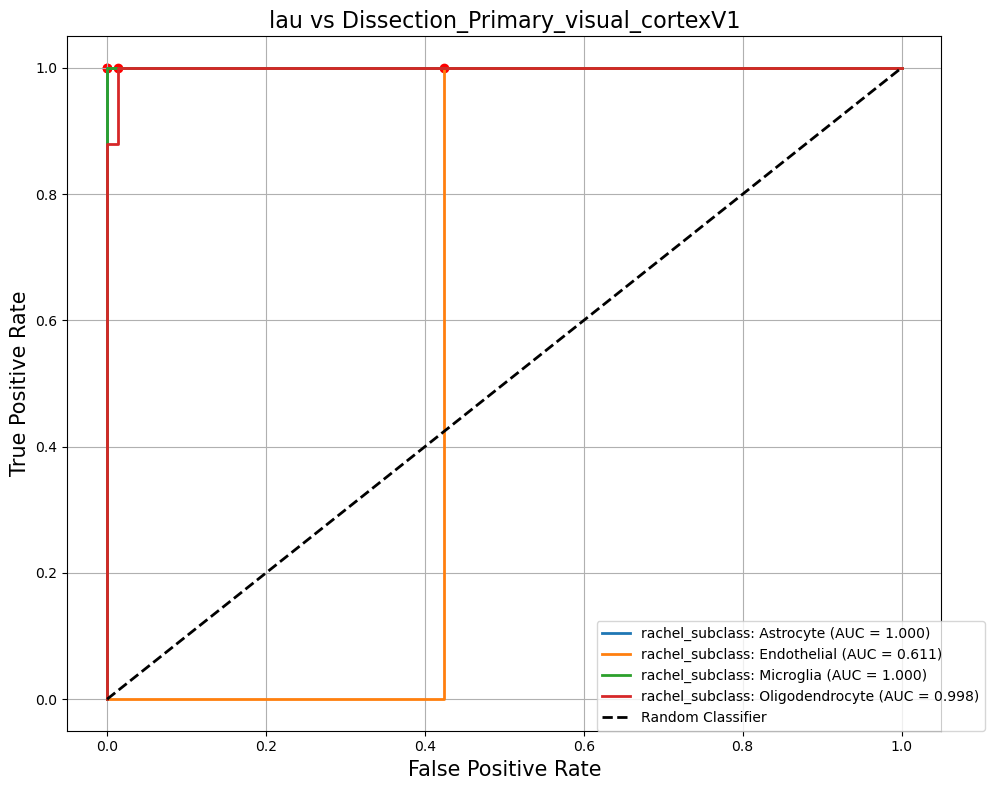 lau vs Dissection_Primary_visual_cortexV1
True Positive Rate
1.0
0.8
0.6
0.4
0.2
0.0
0.0
0.2
0.4
0.6
0.8
1.0
False Positive Rate
rachel_subclass: Astrocyte (AUC = 1.000)
rachel_subclass: Endothelial (AUC = 0.611)
rachel_subclass: Microglia (AUC = 1.000)
rachel_subclass: Oligodendrocyte (AUC = 0.998)
Random Classifier